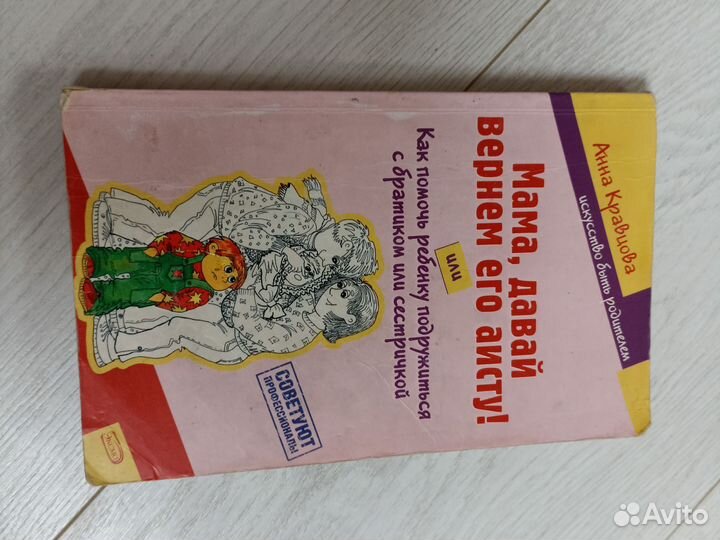 Анна Кравцова
искусство быть родителем
Мама, давай
вернем его аисту!
или
Как помочь ребенку подружиться
с братиком или сестричкой
СОВЕТУЮТ
ПРОФЕССИОНАЛЫ
ЭКСМО
Avito